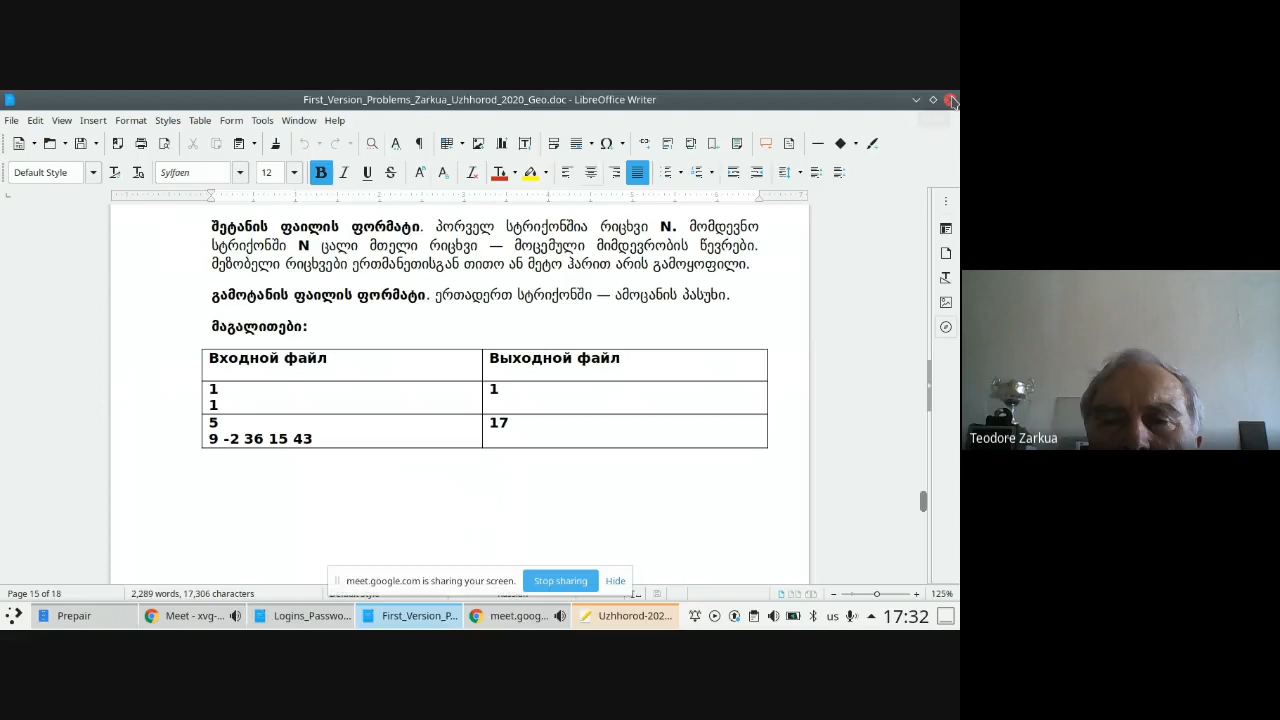 First_Version_Problems_Zarkua_Uzhhorod_2020_Geo.doc - LibreOffice Writer
File Edit View Insert Format Styles Table Form Tools Window Help
Default Style Sylfaen 12
შეტანის ფაილის ფორმატი. პორველ სტრიქონშია რიცხვი N. მომდევნო
სტრიქონში N ცალი მთელი რიცხვი — მოცემული მიმდევრობის წევრები.
მეზობელი რიცხვები ერთმანეთისგან თითო ან მეტო ჰარით არის გამოყოფილი.
გამოტანის ფაილის ფორმატი. ერთადერთ სტრიქონში — ამოცანის პასუხი.
მაგალითები:
Входной файл Выходной файл
1 1
1
5 17
9 -2 36 15 43
Teodore Zarkua
meet.google.com is sharing your screen. Stop sharing Hide
Page 15 of 18 2,289 words, 17,306 characters 125%
Prepair Meet - xvg-... Logins_Passwo... First_Version_P... meet.goog... Uzhhorod-202... us 17:32